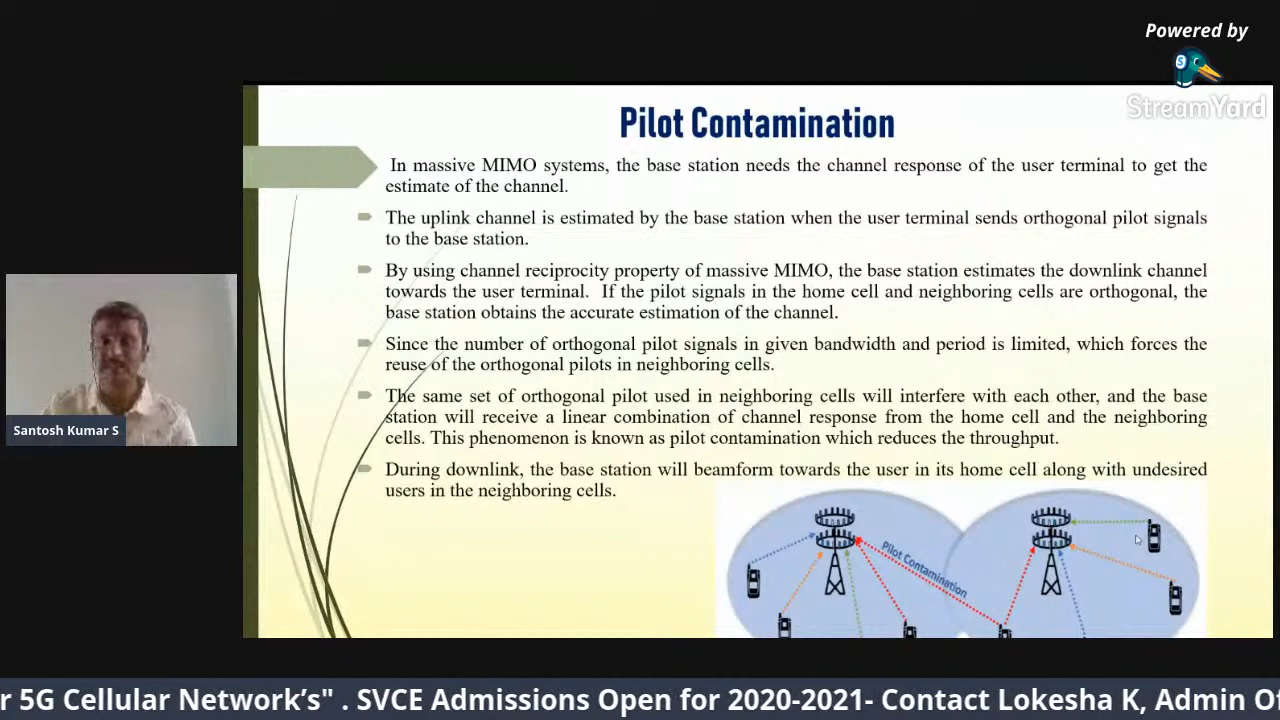 Powered by
StreamYard
Pilot Contamination
In massive MIMO systems, the base station needs the channel response of the user terminal to get the
estimate of the channel.
The uplink channel is estimated by the base station when the user terminal sends orthogonal pilot signals
to the base station.
By using channel reciprocity property of massive MIMO, the base station estimates the downlink channel
towards the user terminal. If the pilot signals in the home cell and neighboring cells are orthogonal, the
base station obtains the accurate estimation of the channel.
Since the number of orthogonal pilot signals in given bandwidth and period is limited, which forces the
reuse of the orthogonal pilots in neighboring cells.
The same set of orthogonal pilot used in neighboring cells will interfere with each other, and the base
station will receive a linear combination of channel response from the home cell and the neighboring
cells. This phenomenon is known as pilot contamination which reduces the throughput.
During downlink, the base station will beamform towards the user in its home cell along with undesired
users in the neighboring cells.
Pilot Contamination
Santosh Kumar S
r 5G Cellular Network’s" . SVCE Admissions Open for 2020-2021- Contact Lokesha K, Admin Of